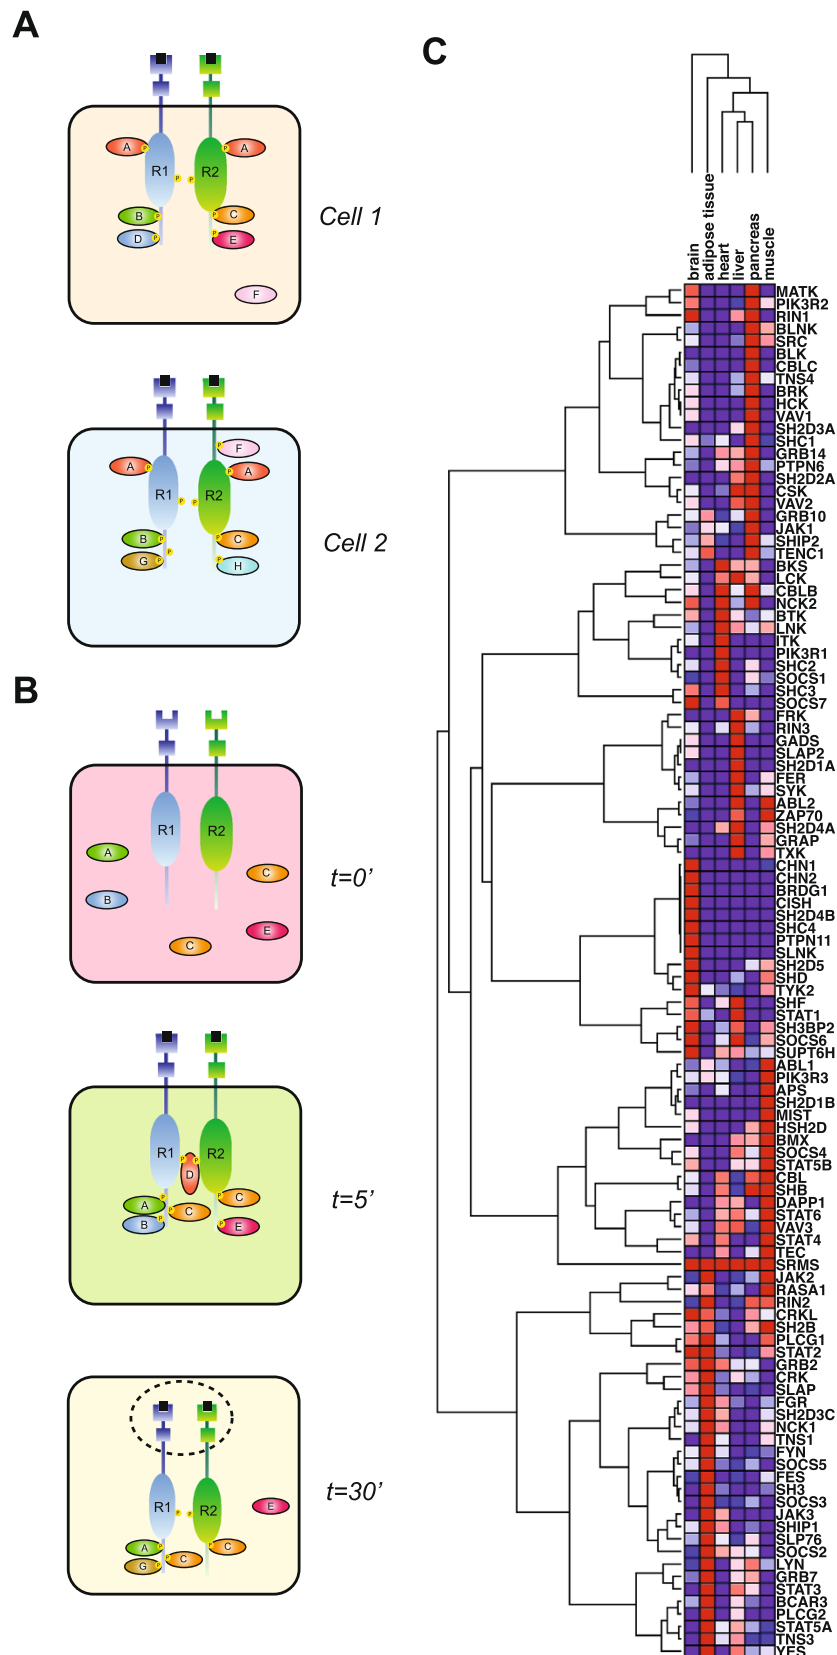 A
A
P
P
A
R1
P
P
R2
B
P
P
C
D
P
P
E
Cell 1
F
P
F
A
P
P
A
R1
P
P
R2
B
P
P
C
G
P
P
H
Cell 2
B
R1
R2
A
C
t=0’
B
E
C
R1
R2
P
P
D
P
P
C
A
P
C
B
P
P
E
t=5’
R1
P
P
R2
E
t=30’
A
P
P
C
G
P
P
C
C
brain
adipose tissue
heart
liver
pancreas
muscle
MATK
PIK3R2
RIN1
BLNK
SRC
BLK
CBLC
TNS4
BRK
HCK
VAV1
SH2D3A
SHC1
GRB14
PTPN6
SH2D2A
CSK
VAV2
GRB10
JAK1
SHIP2
TENC1
BKS
LCK
CBLB
NCK2
BTK
LNK
ITK
PIK3R1
SHC2
SOCS1
SHC3
SOCS7
FRK
RIN3
GADS
SLAP2
SH2D1A
FER
SYK
ABL2
ZAP70
SH2D4A
GRAP
TXK
CHN1
CHN2
BRDG1
CISH
SH2D4B
SHC4
PTPN11
SLNK
SH2D5
SHD
TYK2
SHF
STAT1
SH3BP2
SOCS6
SUPT6H
ABL1
PIK3R3
APS
SH2D1B
MIST
HSH2D
BMX
SOCS4
STAT5B
CBL
SHB
DAPP1
STAT6
VAV3
STAT4
TEC
SRMS
JAK2
RASA1
RIN2
CRKL
SH2B
PLCG1
STAT2
GRB2
CRK
SLAP
FGR
SH2D3C
NCK1
TNS1
FYN
SOCS5
FES
SH3
SOCS3
JAK3
SHIP1
SLP76
SOCS2
LYN
GRB7
STAT3
BCAR3
PLCG2
STAT5A
TNS3
YES